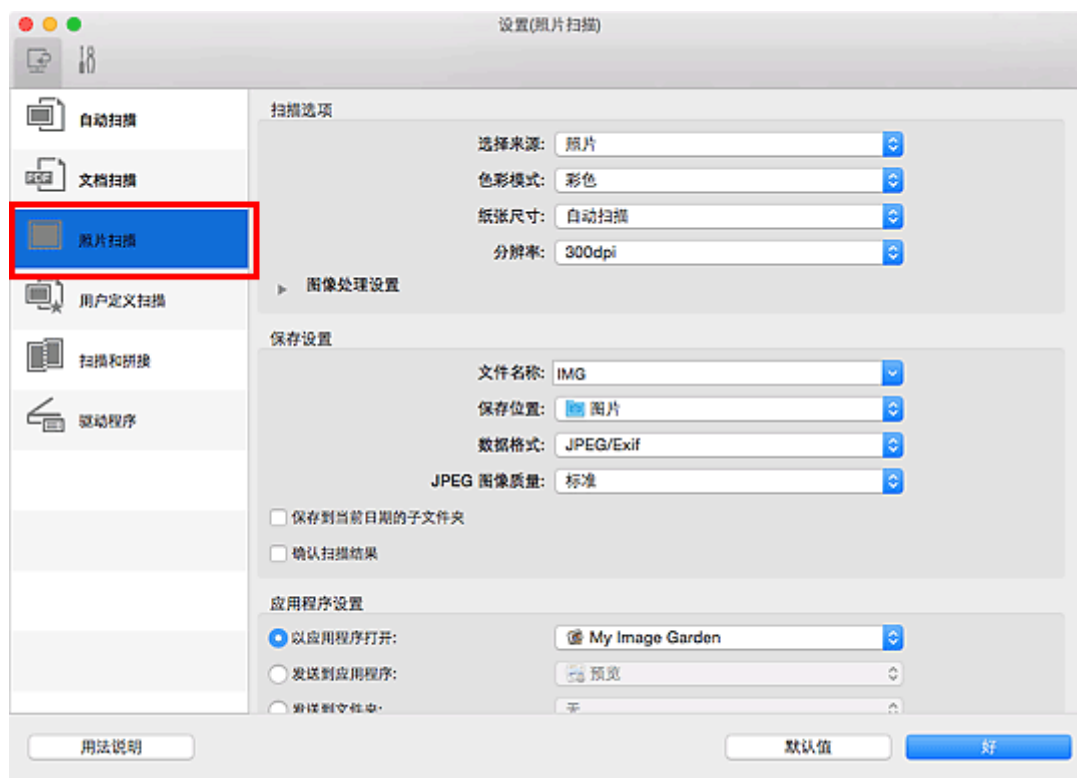 设置(照片扫描)
自动扫描
文档扫描
照片扫描
用户定义扫描
扫描和拼接
驱动程序
扫描选项
选择来源: 照片
色彩模式: 彩色
纸张尺寸: 自动扫描
分辨率: 300dpi
图像处理设置
保存设置
文件名称: IMG
保存位置: 图片
数据格式: JPEG/Exif
JPEG 图像质量: 标准
保存到当前日期的子文件夹
确认扫描结果
应用程序设置
以应用程序打开: My Image Garden
发送到应用程序: 预览
发送到文件夹: 无
用法说明 默认值 好